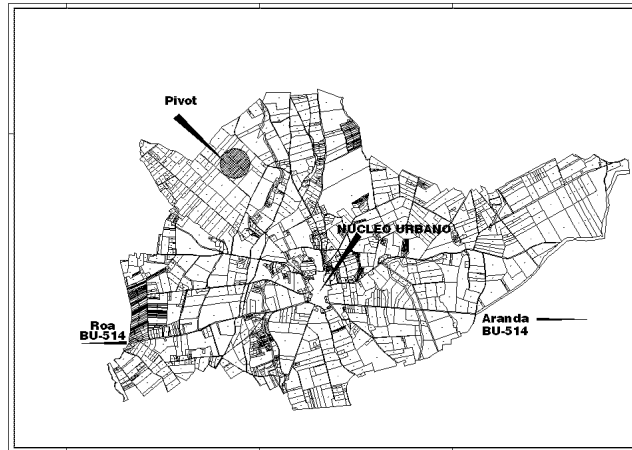 Pivot
NUCLEO URBANO
Roa
BU-514
Aranda
BU-514